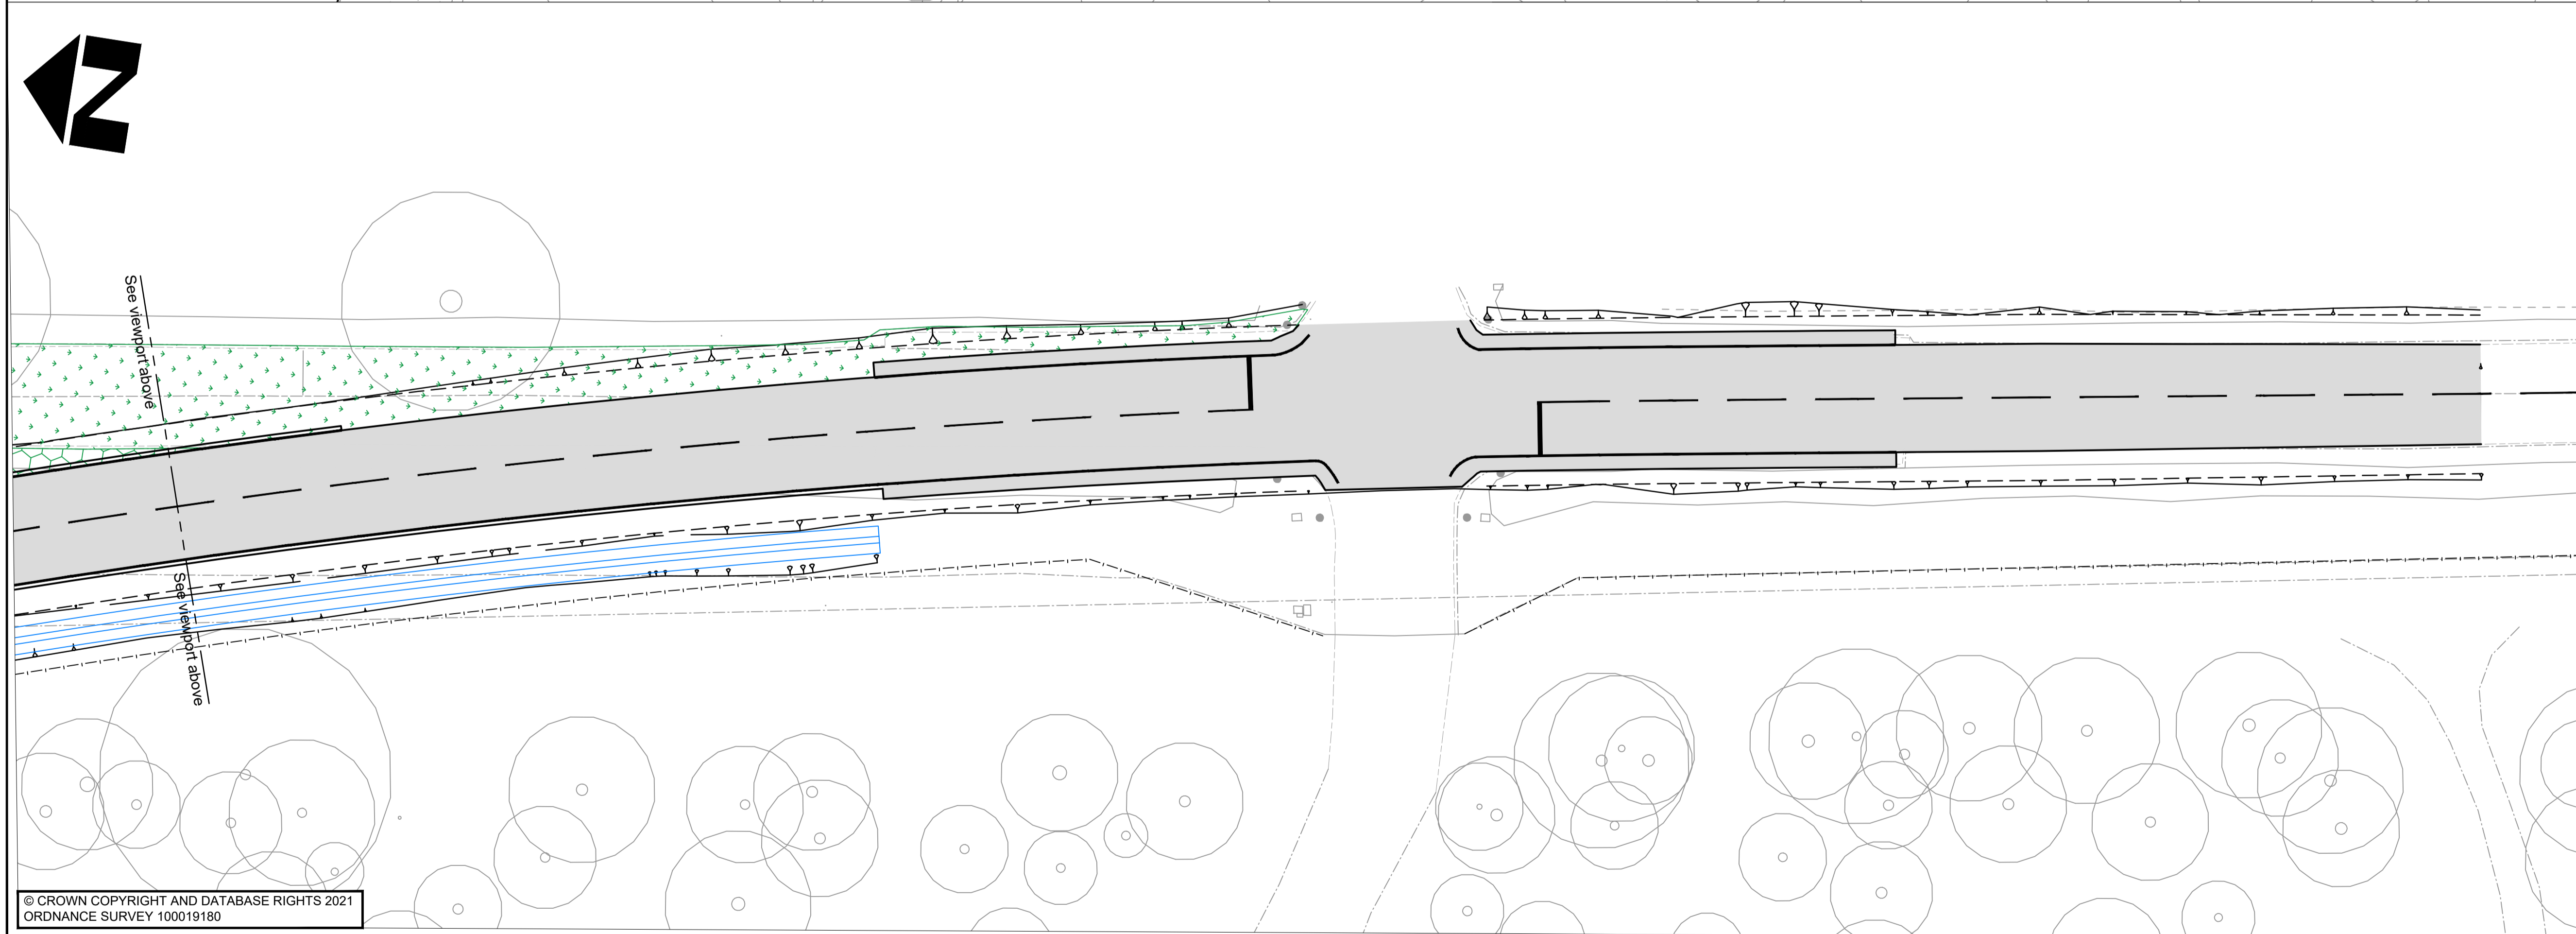 N
See viewport above
See viewport above
© CROWN COPYRIGHT AND DATABASE RIGHTS 2021
ORDNANCE SURVEY 100019180